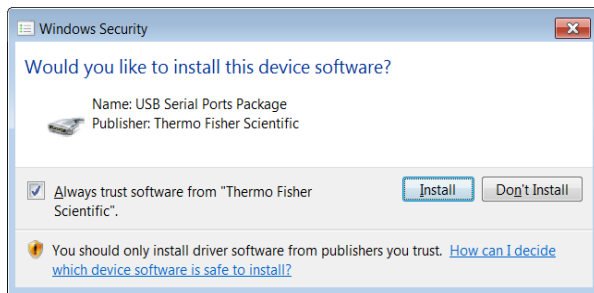 Windows Security
Would you like to install this device software?
Name: USB Serial Ports Package
Publisher: Thermo Fisher Scientific
Always trust software from "Thermo Fisher
Scientific".
Install
Don't Install
You should only install driver software from publishers you trust. How can I decide
which device software is safe to install?